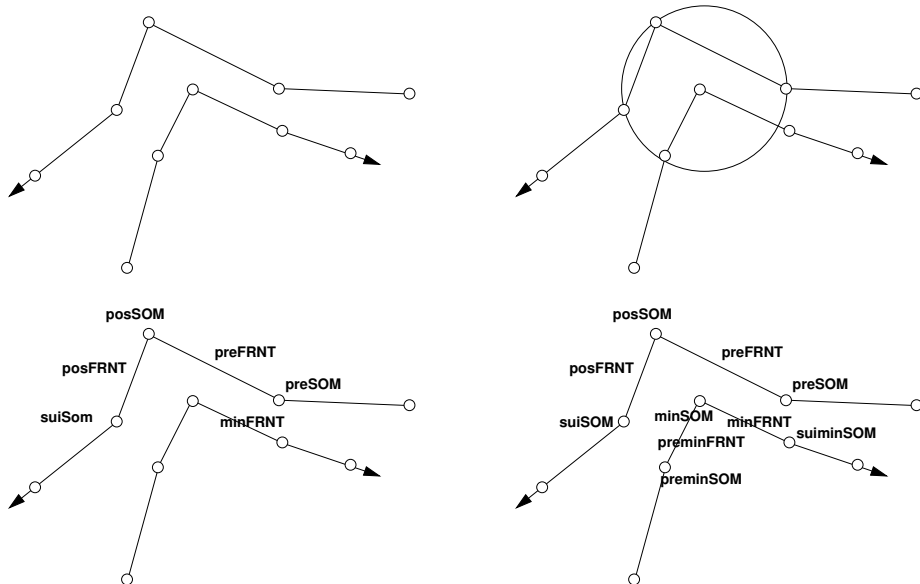 posSOM
preFRNT
posFRNT
preSOM
suiSom
minFRNT
posSOM
preFRNT
posFRNT
preSOM
suiSOM
minSOM
minFRNT
suiminSOM
preminFRNT
preminSOM